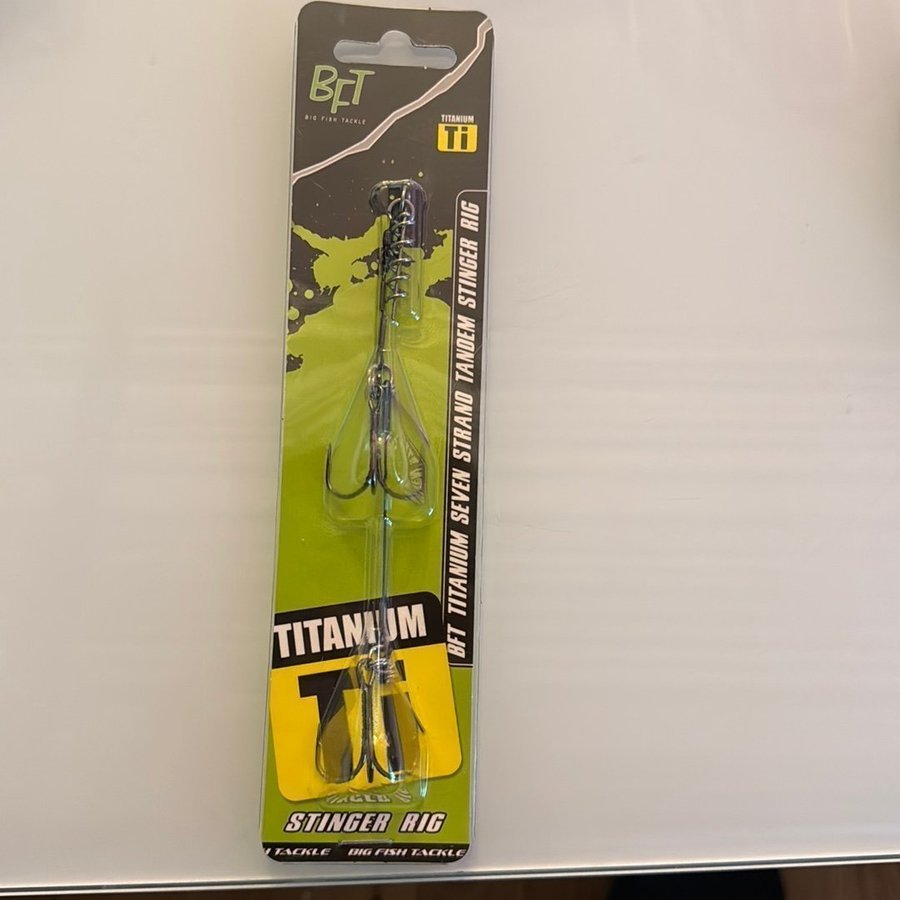 BFT
BIG FISH TACKLE
TITANIUM
Ti
BFT TITANIUM SEVEN STRAND TANDEM STINGER RIG
TITANIUM
Ti
STINGER RIG
TACKLE BIG FISH TACKLE